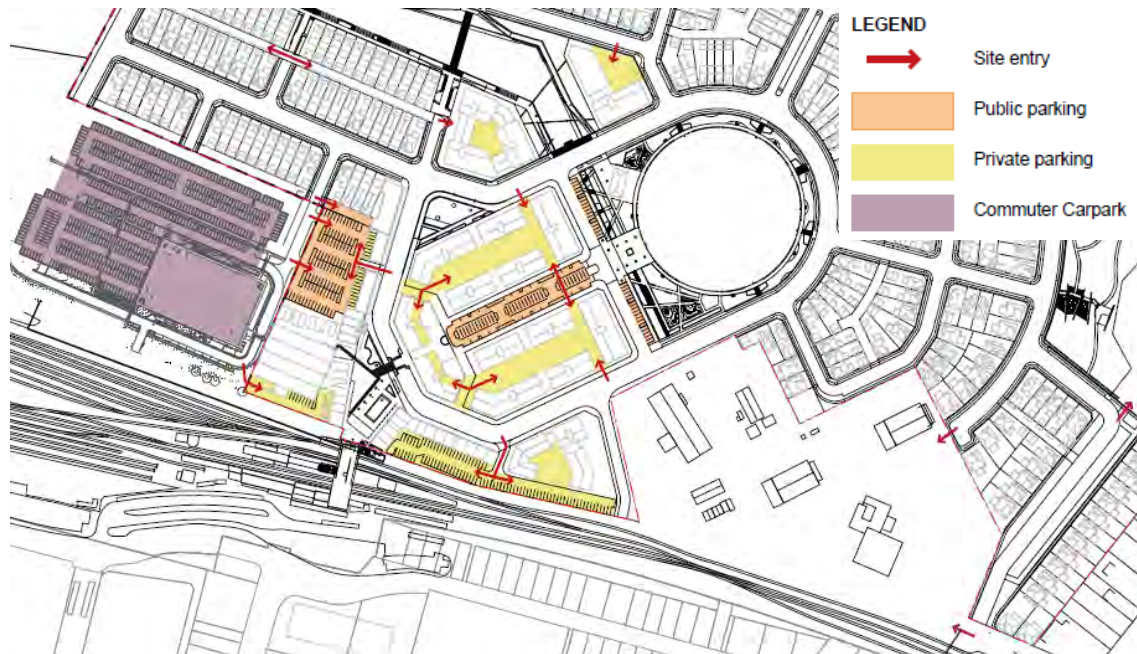 LEGEND
Site entry
Public parking
Private parking
Commuter Carpark